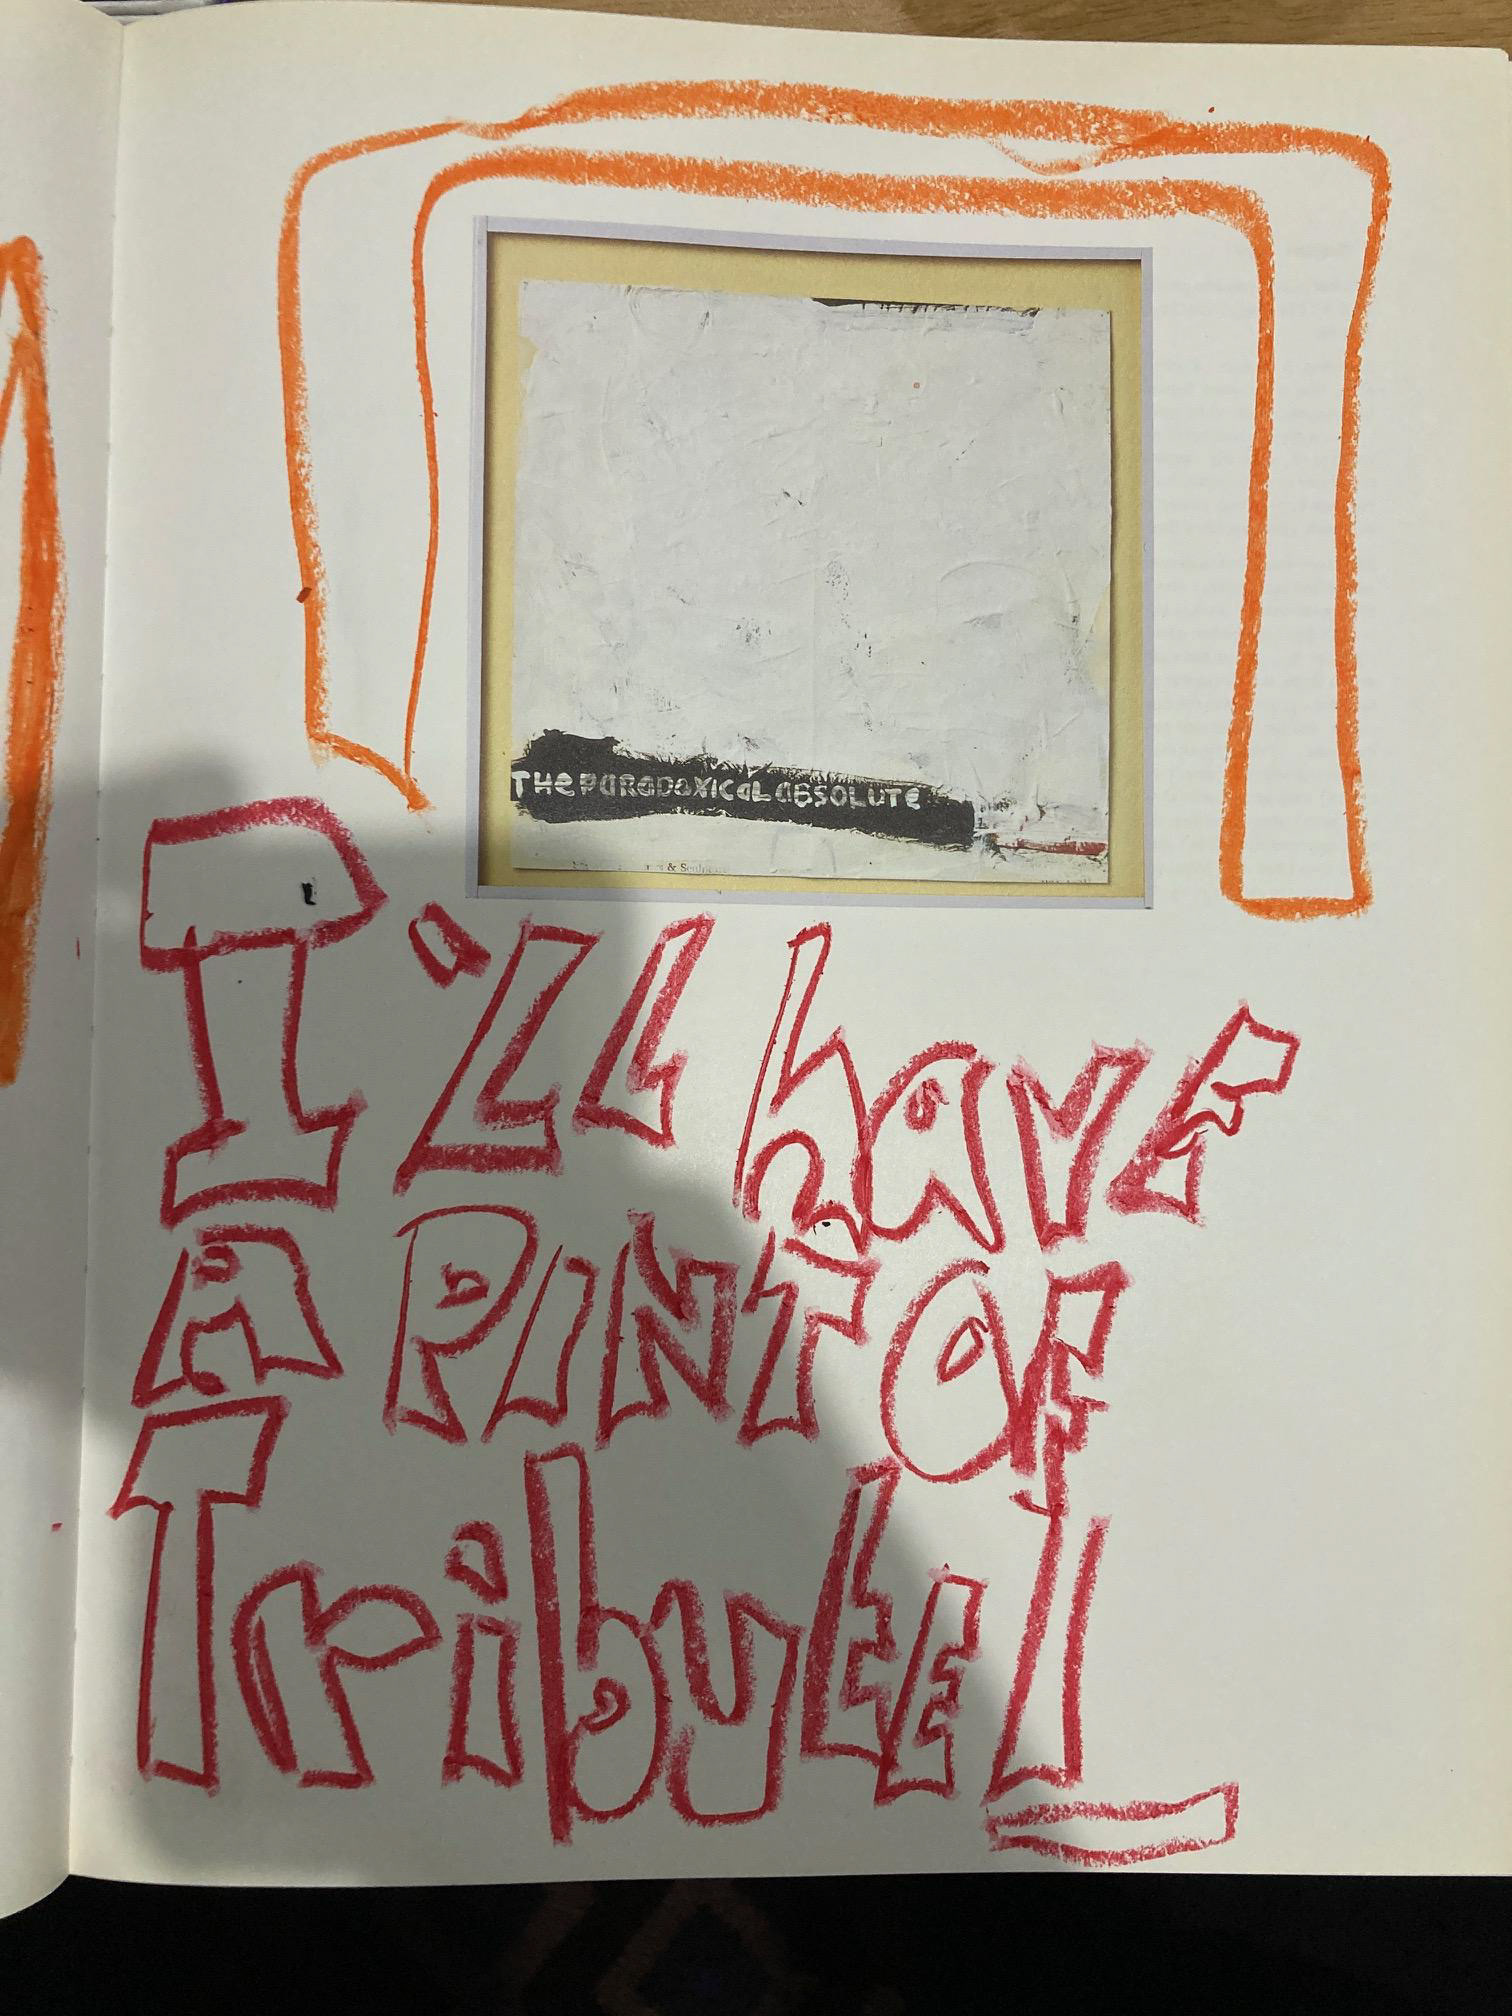 THe PaRaDOXICaL aBSOLUTe
& 
I'll have
A PINT OF
TributE!